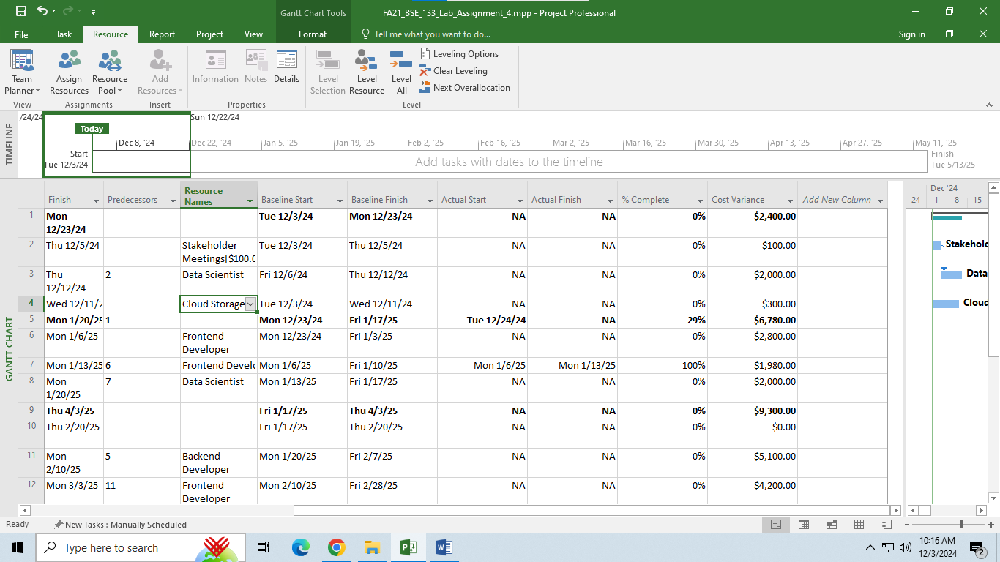 Gantt Chart Tools
FA21_BSE_133_Lab_Assignment_4.mpp - Project Professional
File Task Resource Report Project View Format Tell me what you want to do... Sign in
Leveling Options
Clear Leveling
Next Overallocation
Team Planner
Assign Resources
Resource Pool
Add Resources
Information
Notes
Details
Level Selection
Level Resource
Level All
View Assignments Insert Properties Level
TIMELINE
/24/24
Sun 12/22/24
Today
Dec 8, '24 Dec 22, '24 Jan 5, '25 Jan 19, '25 Feb 2, '25 Feb 16, '25 Mar 2, '25 Mar 16, '25 Mar 30, '25 Apr 13, '25 Apr 27, '25 May 11, '25
Start
Tue 12/3/24
Add tasks with dates to the timeline
Finish
Tue 5/13/25
GANTT CHART
Finish Predecessors Resource Names Baseline Start Baseline Finish Actual Start Actual Finish % Complete Cost Variance Add New Column
Dec '24
24 1 8 15
1 Mon 12/23/24 Tue 12/3/24 Mon 12/23/24 NA NA 0% $2,400.00
2 Thu 12/5/24 Stakeholder Meetings[$100.0 Tue 12/3/24 Thu 12/5/24 NA NA 0% $100.00
Stakehold
3 Thu 12/12/24 2 Data Scientist Fri 12/6/24 Thu 12/12/24 NA NA 0% $2,000.00
Data
4 Wed 12/11/2 Cloud Storage Tue 12/3/24 Wed 12/11/24 NA NA 0% $300.00
Cloud
5 Mon 1/20/25 1 Mon 12/23/24 Fri 1/17/25 Tue 12/24/24 NA 29% $6,780.00
6 Mon 1/6/25 Frontend Developer Mon 12/23/24 Fri 1/3/25 NA NA 0% $2,800.00
7 Mon 1/13/25 6 Frontend Develo Mon 1/6/25 Fri 1/10/25 Mon 1/6/25 Mon 1/13/25 100% $1,980.00
8 Mon 1/20/25 7 Data Scientist Mon 1/13/25 Fri 1/17/25 NA NA 0% $2,000.00
9 Thu 4/3/25 Fri 1/17/25 Thu 4/3/25 NA NA 0% $9,300.00
10 Thu 2/20/25 Fri 1/17/25 Thu 2/20/25 NA NA 0% $0.00
11 Mon 2/10/25 5 Backend Developer Mon 1/20/25 Fri 2/7/25 NA NA 0% $5,100.00
12 Mon 3/3/25 11 Frontend Developer Mon 2/10/25 Fri 2/28/25 NA NA 0% $4,200.00
Ready New Tasks : Manually Scheduled
Type here to search
10:16 AM
12/3/2024
2